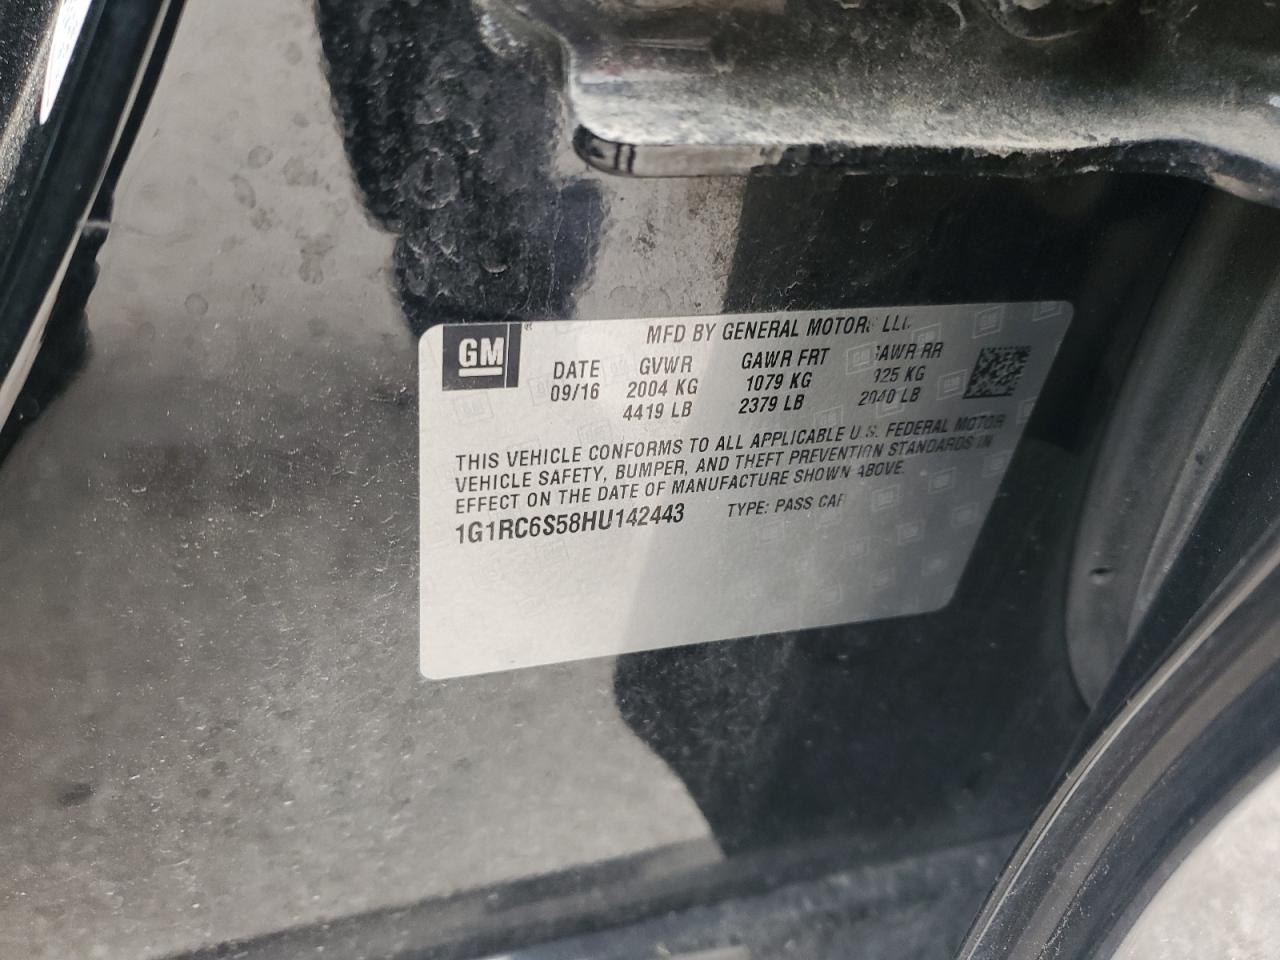 GM ®
MFD BY GENERAL MOTORS LLC
DATE GVWR GAWR FRT GAWR RR
09/16 2004 KG 1079 KG 925 KG
4419 LB 2379 LB 2040 LB
THIS VEHICLE CONFORMS TO ALL APPLICABLE U.S. FEDERAL MOTOR
VEHICLE SAFETY, BUMPER, AND THEFT PREVENTION STANDARDS IN
EFFECT ON THE DATE OF MANUFACTURE SHOWN ABOVE.
1G1RC6S58HU142443 TYPE: PASS CAR